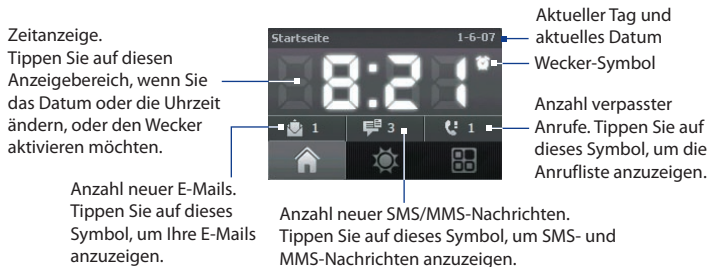 Zeitanzeige.
Tippen Sie auf diesen
Anzeigebereich, wenn Sie
das Datum oder die Uhrzeit
ändern, oder den Wecker
aktivieren möchten.
Startseite
1-6-07
8:21
1
3
1
Aktueller Tag und
aktuelles Datum
Wecker-Symbol
Anzahl verpasster
Anrufe. Tippen Sie auf
dieses Symbol, um die
Anrufliste anzuzeigen.
Anzahl neuer E-Mails.
Tippen Sie auf dieses
Symbol, um Ihre E-Mails
anzuzeigen.
Anzahl neuer SMS/MMS-Nachrichten.
Tippen Sie auf dieses Symbol, um SMS- und
MMS-Nachrichten anzuzeigen.